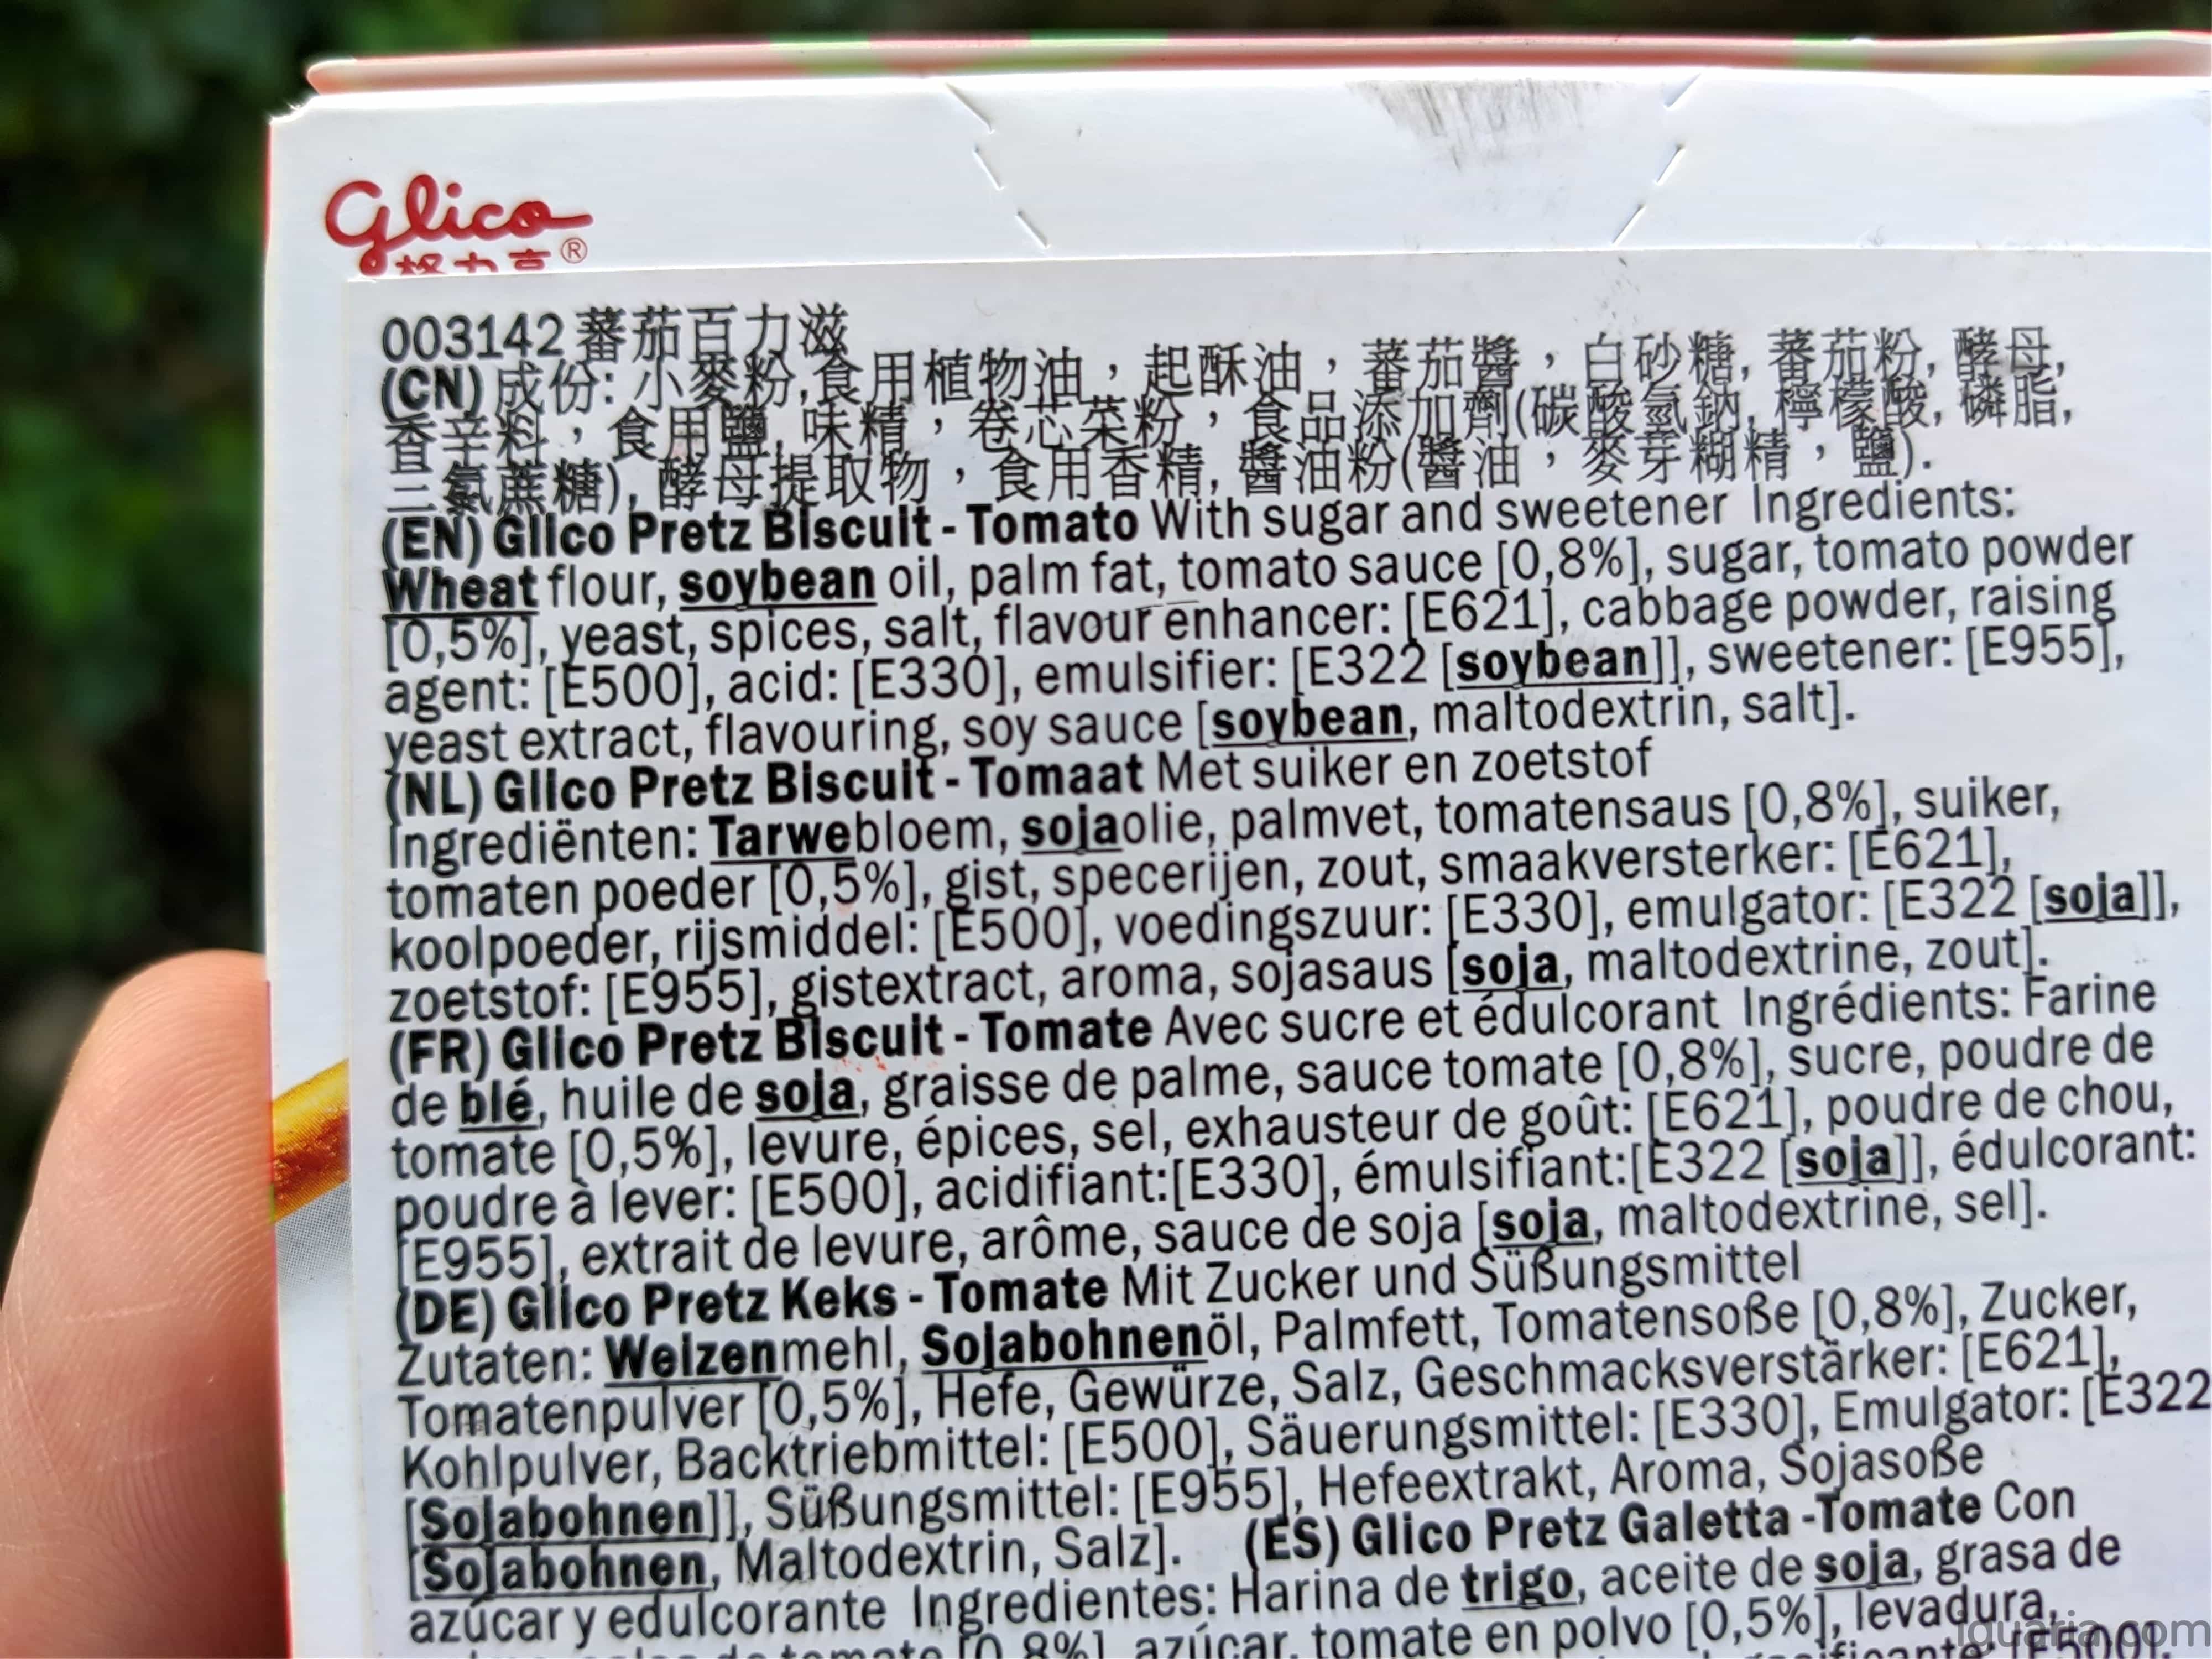 Glico
格力高®
003142蕃茄百力滋
(CN) 成份: 小麥粉,食用植物油，起酥油，蕃茄醬，白砂糖, 蕃茄粉, 酵母,
香辛料，食用鹽, 味精，卷芯菜粉，食品添加劑(碳酸氫鈉, 檸檬酸, 磷脂,
三氯蔗糖), 酵母提取物，食用香精, 醬油粉(醬油，麥芽糊精，鹽).
(EN) Glico Pretz Biscuit - Tomato With sugar and sweetener Ingredients:
Wheat flour, soybean oil, palm fat, tomato sauce [0,8%], sugar, tomato powder
[0,5%], yeast, spices, salt, flavour enhancer: [E621], cabbage powder, raising
agent: [E500], acid: [E330], emulsifier: [E322 [soybean]], sweetener: [E955],
yeast extract, flavouring, soy sauce [soybean, maltodextrin, salt].
(NL) Glico Pretz Biscuit - Tomaat Met suiker en zoetstof
Ingrediënten: Tarwebloem, sojaolie, palmvet, tomatensaus [0,8%], suiker,
tomaten poeder [0,5%], gist, specerijen, zout, smaakversterker: [E621],
koolpoeder, rijsmiddel: [E500], voedingszuur: [E330], emulgator: [E322 [soja]],
zoetstof: [E955], gistextract, aroma, sojasaus [soja, maltodextrine, zout].
(FR) Glico Pretz Biscuit - Tomate Avec sucre et édulcorant Ingrédients: Farine
de blé, huile de soja, graisse de palme, sauce tomate [0,8%], sucre, poudre de
tomate [0,5%], levure, épices, sel, exhausteur de goût: [E621], poudre de chou,
poudre à lever: [E500], acidifiant:[E330], émulsifiant:[E322 [soja]], édulcorant:
[E955], extrait de levure, arôme, sauce de soja [soja, maltodextrine, sel].
(DE) Glico Pretz Keks - Tomate Mit Zucker und Süßungsmittel
Zutaten: Weizenmehl, Sojabohnenöl, Palmfett, Tomatensoße [0,8%], Zucker,
Tomatenpulver [0,5%], Hefe, Gewürze, Salz, Geschmacksverstärker: [E621],
Kohlpulver, Backtriebmittel: [E500], Säuerungsmittel: [E330], Emulgator: [E322
[Sojabohnen]], Süßungsmittel: [E955], Hefeextrakt, Aroma, Sojasoße
[Sojabohnen, Maltodextrin, Salz]. (ES) Glico Pretz Galetta -Tomate Con
azúcar y edulcorante Ingredientes: Harina de trigo, aceite de soja, grasa de
de tomate [0,8%], azúcar, tomate en polvo [0,5%], levadura,
[E500],
iguaria.com